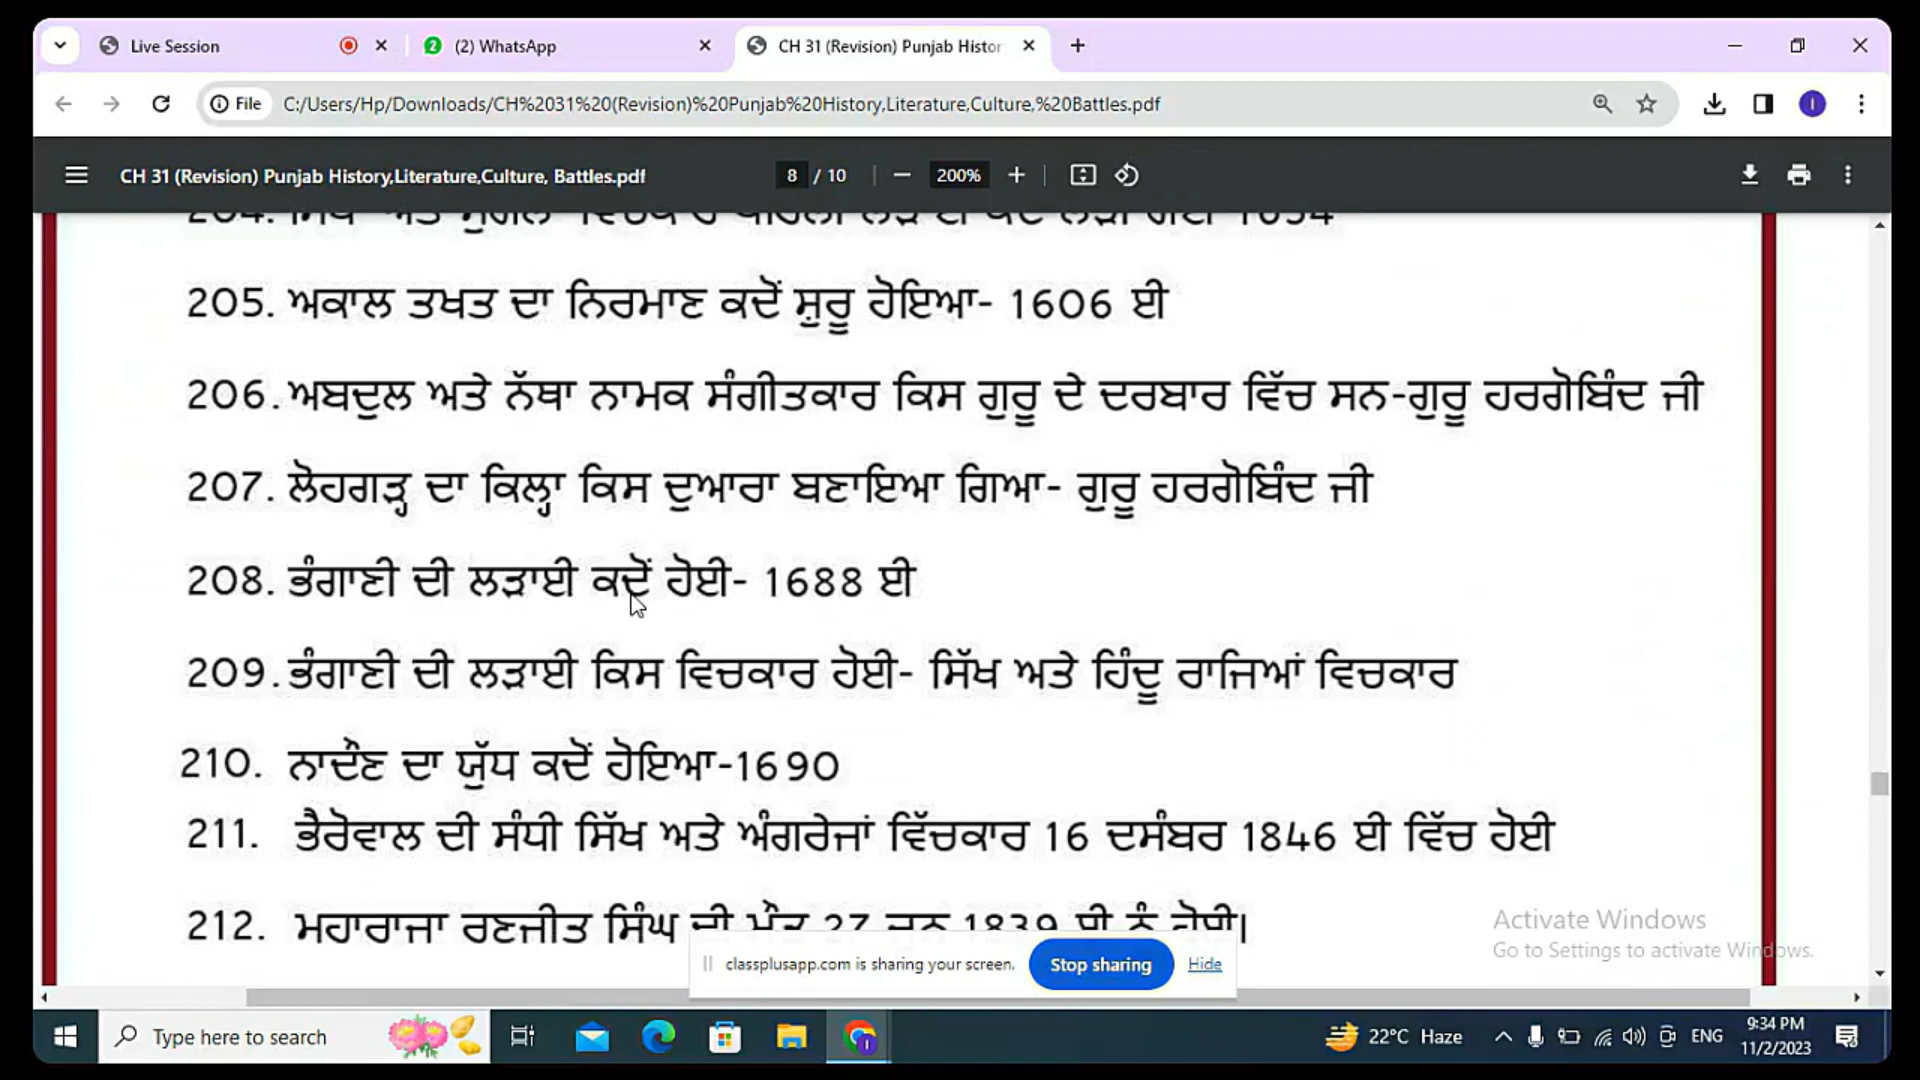 Live Session
(2) WhatsApp
CH 31 (Revision) Punjab Histor
File
C:/Users/Hp/Downloads/CH%2031%20(Revision)%20Punjab%20History,Literature,Culture,%20Battles.pdf
CH 31 (Revision) Punjab History,Literature,Culture, Battles.pdf
8 / 10
200%
205. ਅਕਾਲ ਤਖਤ ਦਾ ਨਿਰਮਾਣ ਕਦੋਂ ਸ਼ੁਰੂ ਹੋਇਆ- 1606 ਈ
206. ਅਬਦੁਲ ਅਤੇ ਨੱਥਾ ਨਾਮਕ ਸੰਗੀਤਕਾਰ ਕਿਸ ਗੁਰੂ ਦੇ ਦਰਬਾਰ ਵਿੱਚ ਸਨ-ਗੁਰੂ ਹਰਗੋਬਿੰਦ ਜੀ
207. ਲੋਹਗੜ੍ਹ ਦਾ ਕਿਲ੍ਹਾ ਕਿਸ ਦੁਆਰਾ ਬਣਾਇਆ ਗਿਆ- ਗੁਰੂ ਹਰਗੋਬਿੰਦ ਜੀ
208. ਭੰਗਾਣੀ ਦੀ ਲੜਾਈ ਕਦੋਂ ਹੋਈ- 1688 ਈ
209. ਭੰਗਾਣੀ ਦੀ ਲੜਾਈ ਕਿਸ ਵਿਚਕਾਰ ਹੋਈ- ਸਿੱਖ ਅਤੇ ਹਿੰਦੂ ਰਾਜਿਆਂ ਵਿਚਕਾਰ
210. ਨਾਦੌਣ ਦਾ ਯੁੱਧ ਕਦੋਂ ਹੋਇਆ-1690
211. ਭੈਰੋਵਾਲ ਦੀ ਸੰਧੀ ਸਿੱਖ ਅਤੇ ਅੰਗਰੇਜਾਂ ਵਿੱਚਕਾਰ 16 ਦਸੰਬਰ 1846 ਈ ਵਿੱਚ ਹੋਈ
212. ਮਹਾਰਾਜਾ ਰਣਜੀਤ ਸਿੰਘ ਦੀ ਮੌਤ 27 ਜੂਨ 1839 ਈ ਨੂੰ ਹੋਈ।
Activate Windows
Go to Settings to activate Windows.
classplusapp.com is sharing your screen.
Stop sharing
Hide
Type here to search
22°C Haze
ENG
9:34 PM
11/2/2023